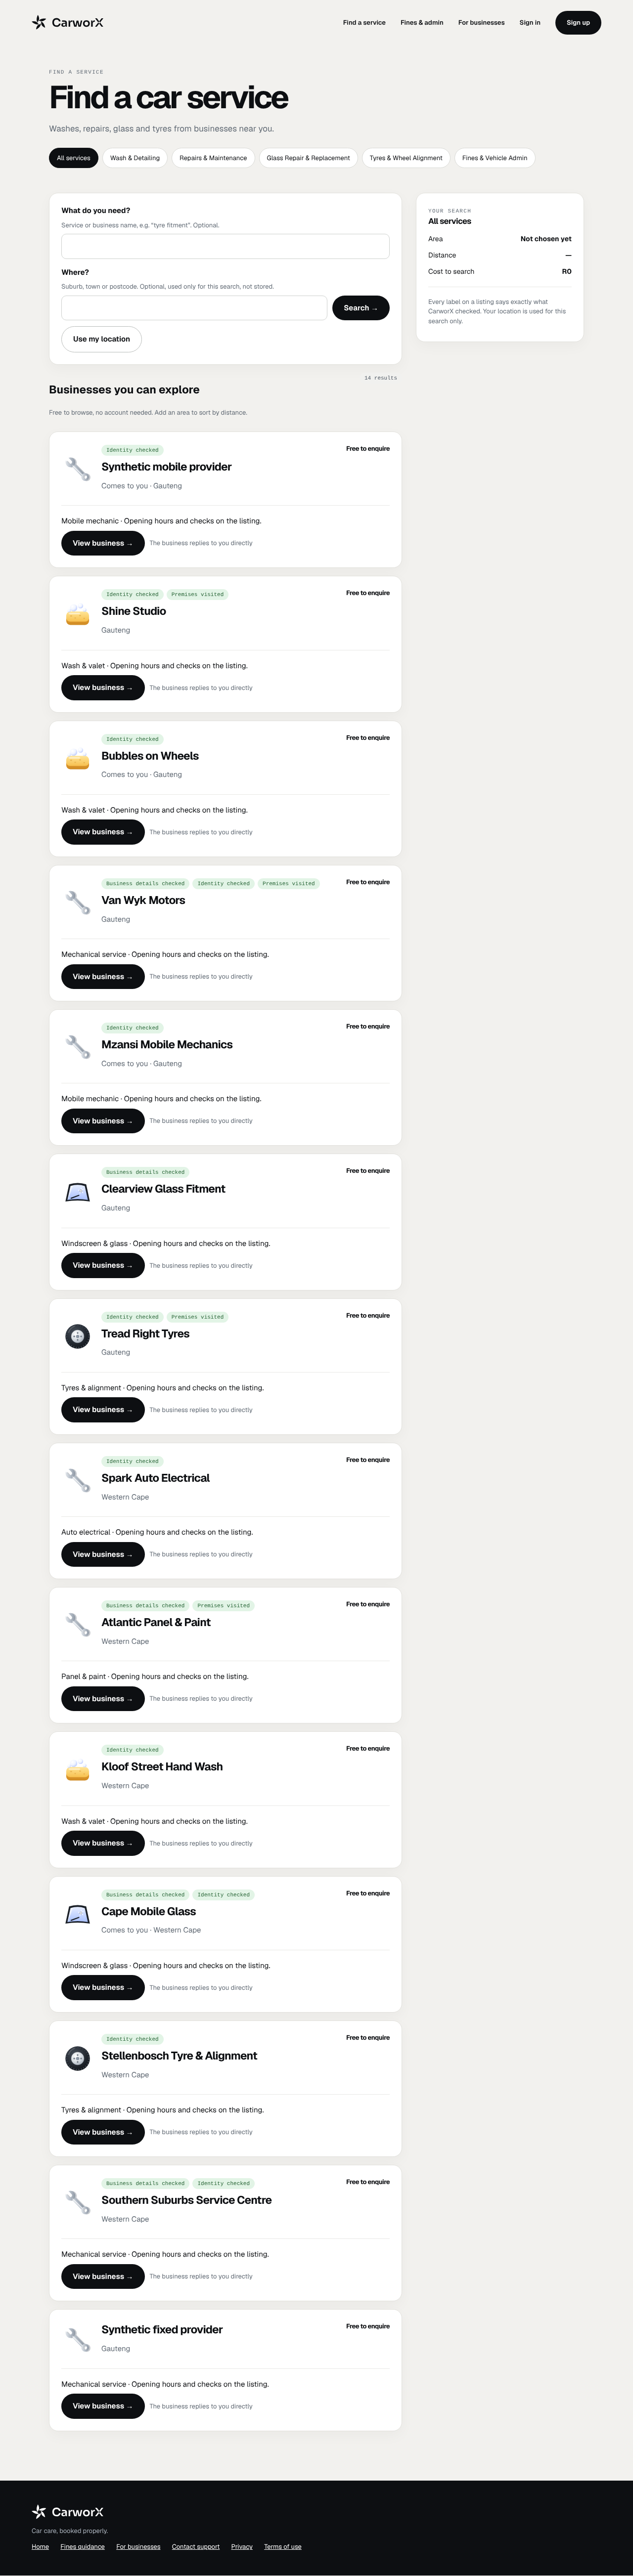 CarworX
Find a service
Fines & admin
For businesses
Sign in
Sign up
FIND A SERVICE
Find a car service
Washes, repairs, glass and tyres from businesses near you.
All services
Wash & Detailing
Repairs & Maintenance
Glass Repair & Replacement
Tyres & Wheel Alignment
Fines & Vehicle Admin
What do you need?
Service or business name, e.g. "tyre fitment". Optional.
Where?
Suburb, town or postcode. Optional, used only for this search, not stored.
Search →
Use my location
YOUR SEARCH
All services
Area Not chosen yet
Distance —
Cost to search R0
Every label on a listing says exactly what
CarworX checked. Your location is used for this
search only.
14 results
Businesses you can explore
Free to browse, no account needed. Add an area to sort by distance.
Identity checked
Free to enquire
Synthetic mobile provider
Comes to you · Gauteng
Mobile mechanic · Opening hours and checks on the listing.
View business → The business replies to you directly
Identity checked Premises visited
Free to enquire
Shine Studio
Gauteng
Wash & valet · Opening hours and checks on the listing.
View business → The business replies to you directly
Identity checked
Free to enquire
Bubbles on Wheels
Comes to you · Gauteng
Wash & valet · Opening hours and checks on the listing.
View business → The business replies to you directly
Business details checked Identity checked Premises visited
Free to enquire
Van Wyk Motors
Gauteng
Mechanical service · Opening hours and checks on the listing.
View business → The business replies to you directly
Identity checked
Free to enquire
Mzansi Mobile Mechanics
Comes to you · Gauteng
Mobile mechanic · Opening hours and checks on the listing.
View business → The business replies to you directly
Business details checked
Free to enquire
Clearview Glass Fitment
Gauteng
Windscreen & glass · Opening hours and checks on the listing.
View business → The business replies to you directly
Identity checked Premises visited
Free to enquire
Tread Right Tyres
Gauteng
Tyres & alignment · Opening hours and checks on the listing.
View business → The business replies to you directly
Identity checked
Free to enquire
Spark Auto Electrical
Western Cape
Auto electrical · Opening hours and checks on the listing.
View business → The business replies to you directly
Business details checked Premises visited
Free to enquire
Atlantic Panel & Paint
Western Cape
Panel & paint · Opening hours and checks on the listing.
View business → The business replies to you directly
Identity checked
Free to enquire
Kloof Street Hand Wash
Western Cape
Wash & valet · Opening hours and checks on the listing.
View business → The business replies to you directly
Business details checked Identity checked
Free to enquire
Cape Mobile Glass
Comes to you · Western Cape
Windscreen & glass · Opening hours and checks on the listing.
View business → The business replies to you directly
Identity checked
Free to enquire
Stellenbosch Tyre & Alignment
Western Cape
Tyres & alignment · Opening hours and checks on the listing.
View business → The business replies to you directly
Business details checked Identity checked
Free to enquire
Southern Suburbs Service Centre
Western Cape
Mechanical service · Opening hours and checks on the listing.
View business → The business replies to you directly
Free to enquire
Synthetic fixed provider
Gauteng
Mechanical service · Opening hours and checks on the listing.
View business → The business replies to you directly
CarworX
Car care, booked properly.
Home
Fines guidance
For businesses
Contact support
Privacy
Terms of use